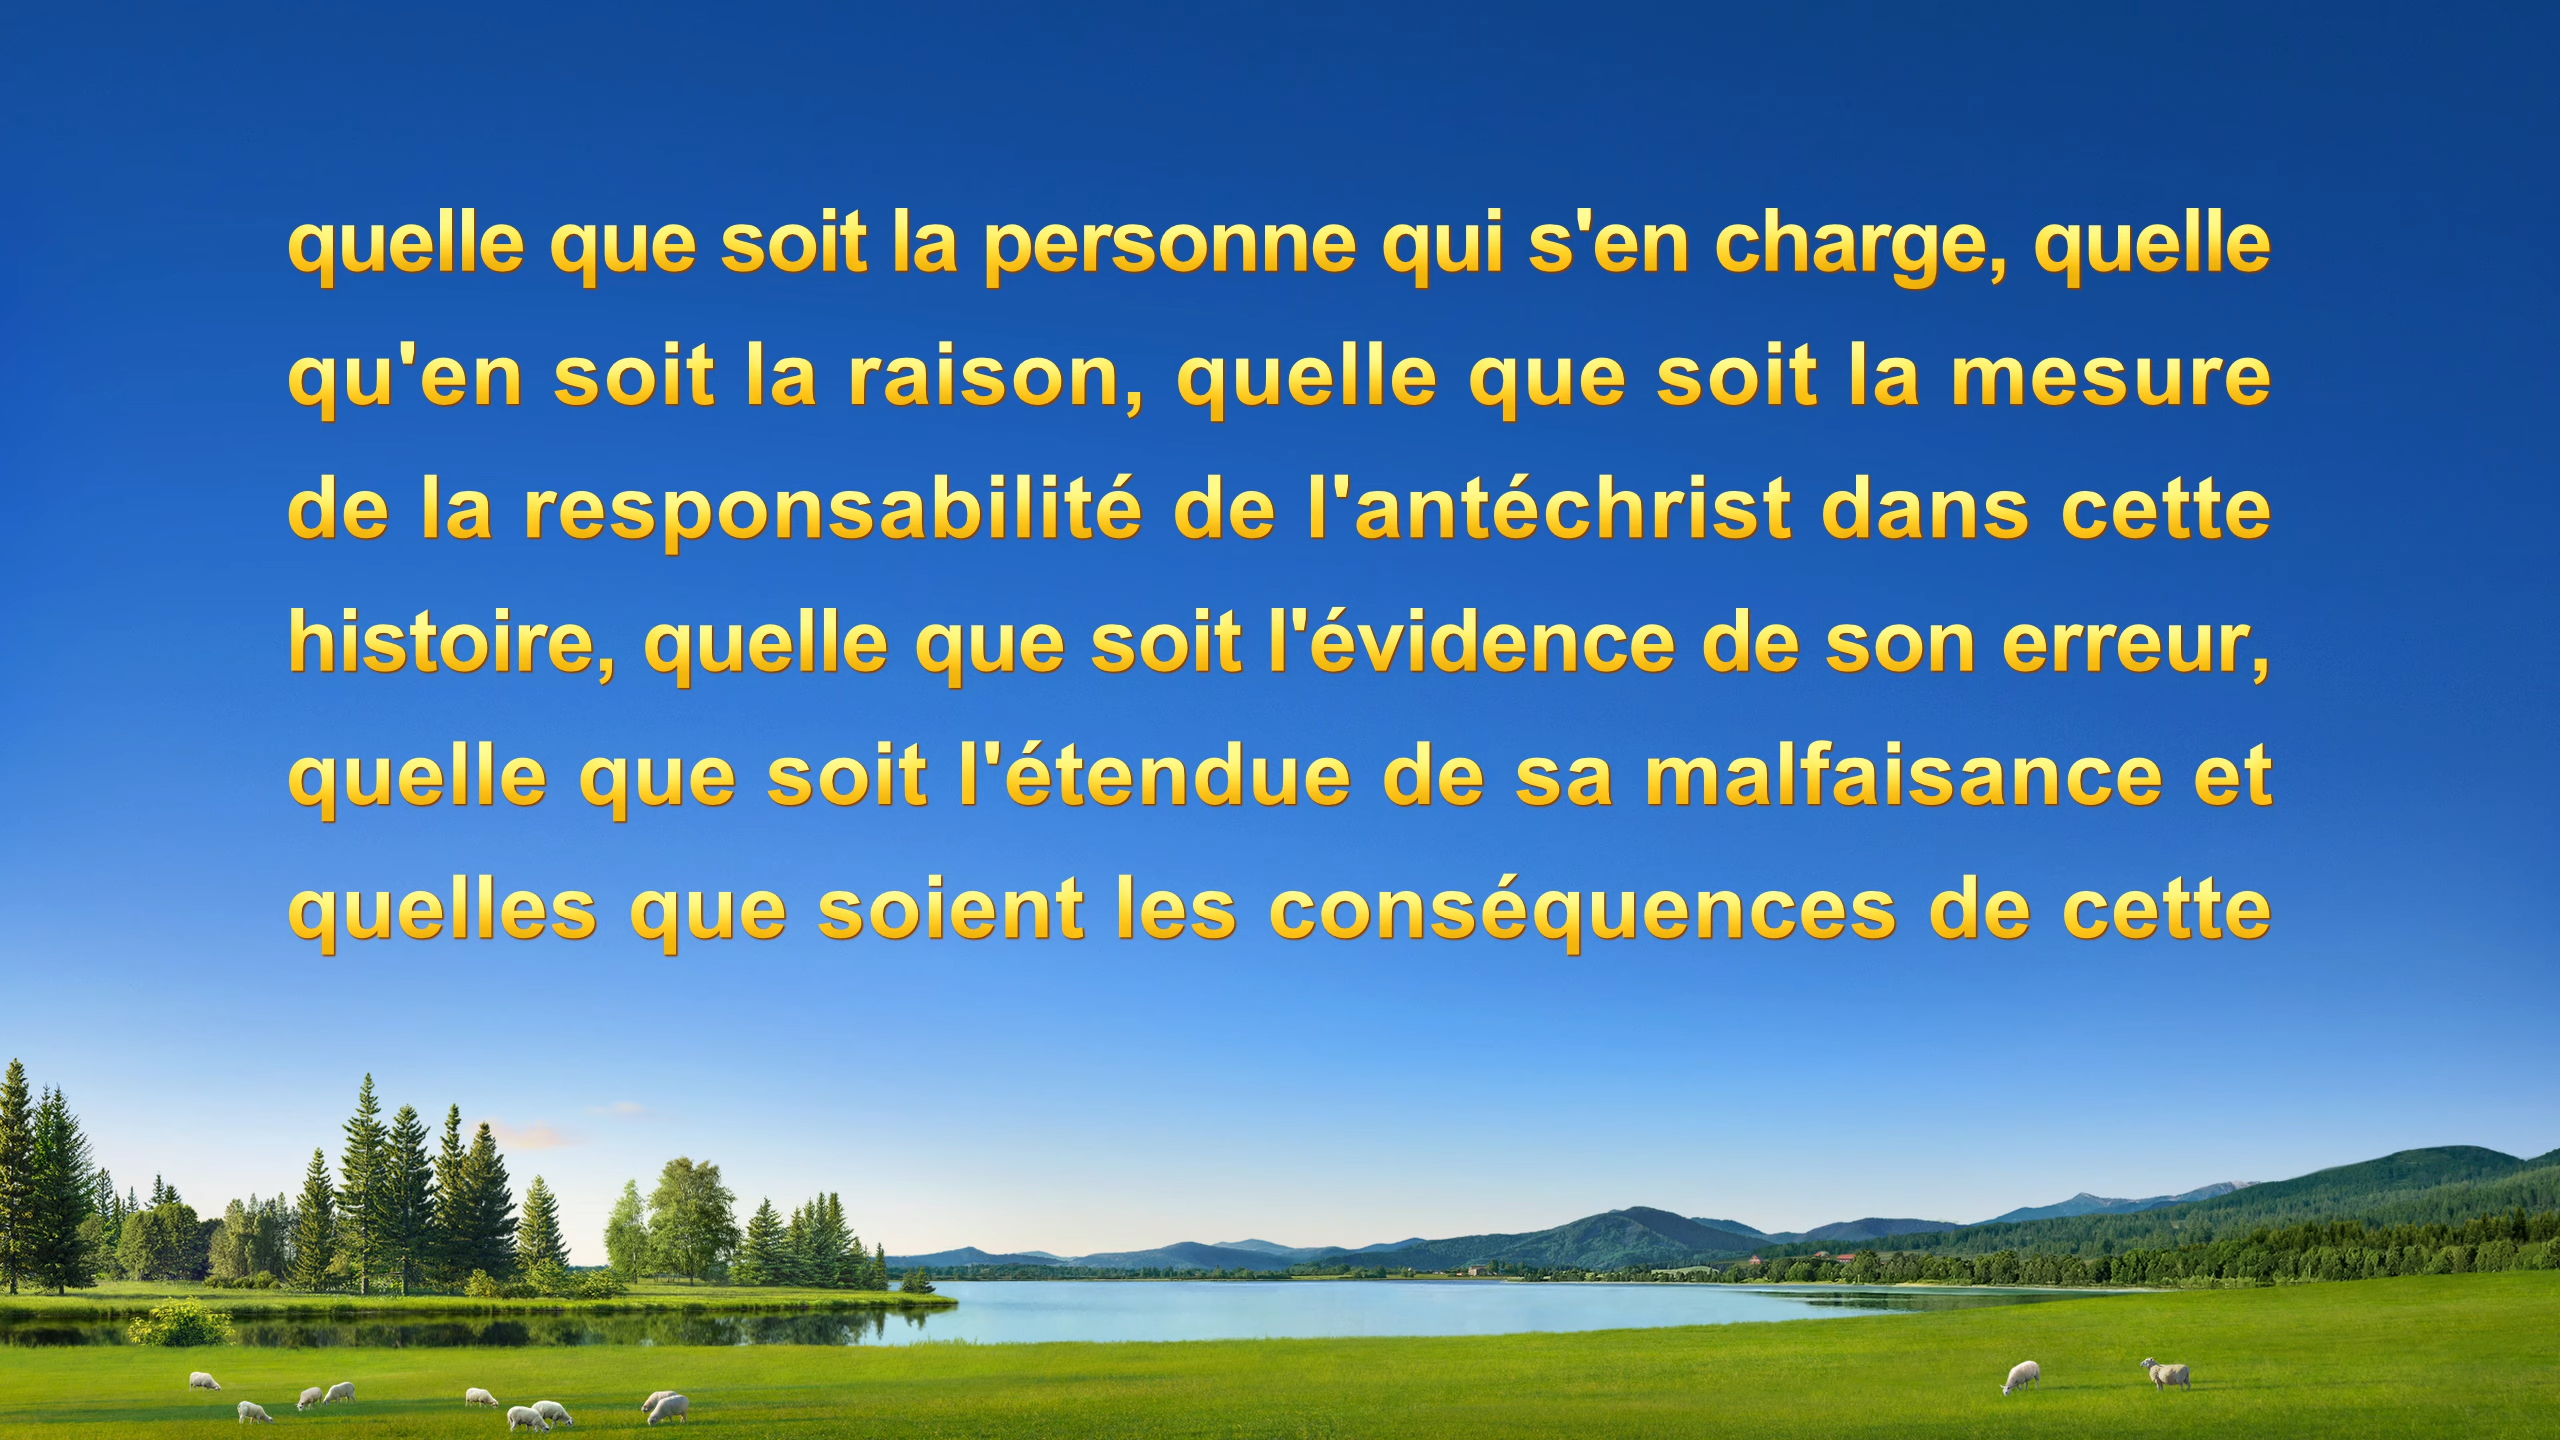 quelle que soit la personne qui s'en charge, quelle
qu'en soit la raison, quelle que soit la mesure
de la responsabilité de l'antéchrist dans cette
histoire, quelle que soit l'évidence de son erreur,
quelle que soit l'étendue de sa malfaisance et
quelles que soient les conséquences de cette